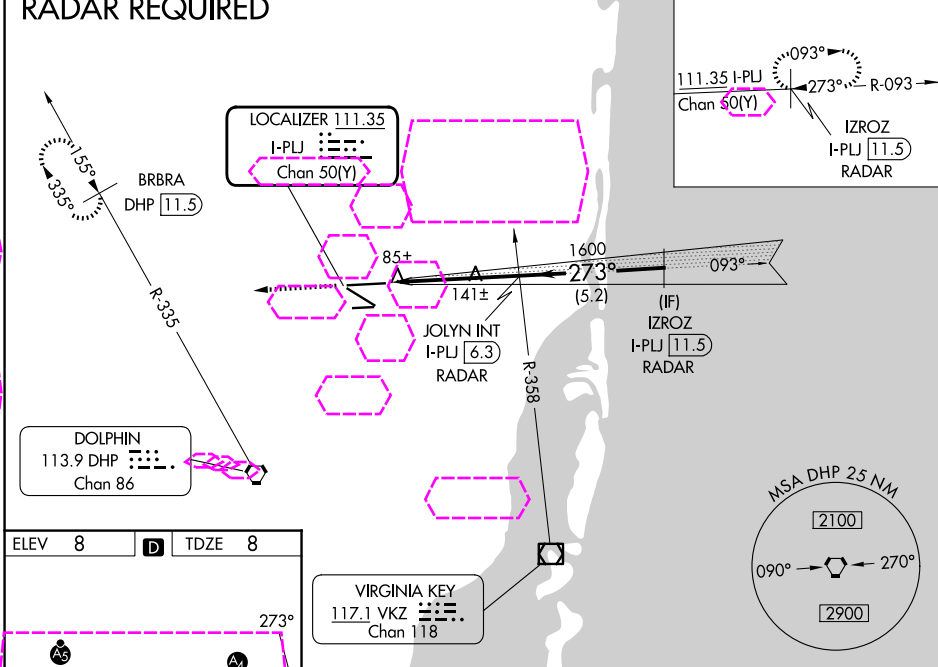 RADAR REQUIRED
093°
111.35 I-PLJ
273°
R-093
Chan 50(Y)
IZROZ
I-PLJ 11.5
RADAR
LOCALIZER 111.35
I-PLJ
Chan 50(Y)
155°
335°
BRBRA
DHP 11.5
R-335
85±
1600
273°
093°
141±
(5.2)
(IF)
JOLYN INT
I-PLJ 6.3
RADAR
IZROZ
I-PLJ 11.5
RADAR
R-358
DOLPHIN
113.9 DHP
Chan 86
MSA DHP 25 NM
2100
090°
270°
2900
ELEV 8
D
TDZE 8
VIRGINIA KEY
117.1 VKZ
Chan 118
273°
A5
A4